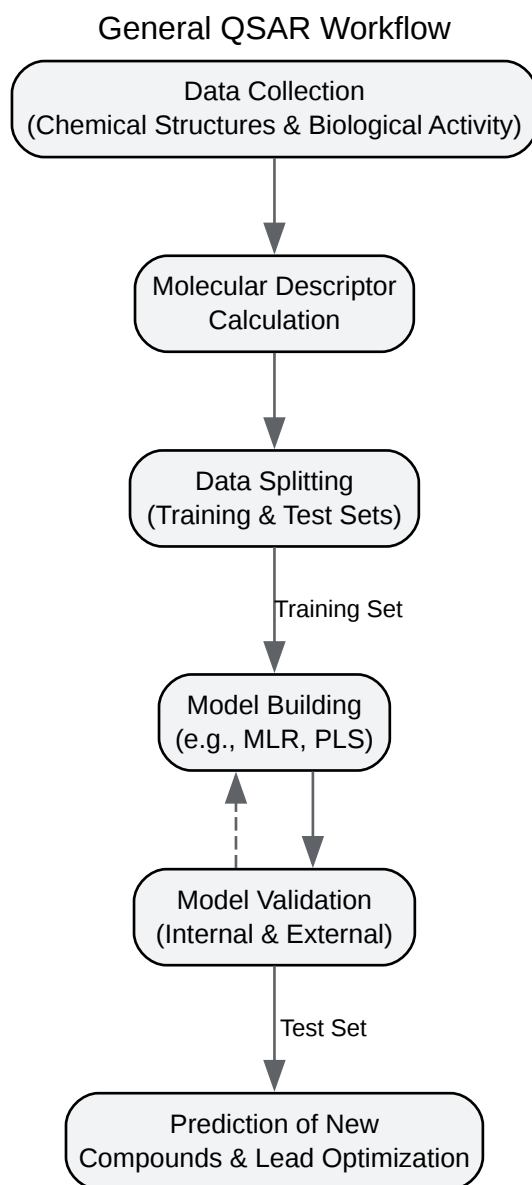 General QSAR Workflow
Data Collection
(Chemical Structures & Biological Activity)
Molecular Descriptor
Calculation
Data Splitting
(Training & Test Sets)
Training Set
Model Building
(e.g., MLR, PLS)
Model Validation
(Internal & External)
Test Set
Prediction of New
Compounds & Lead Optimization